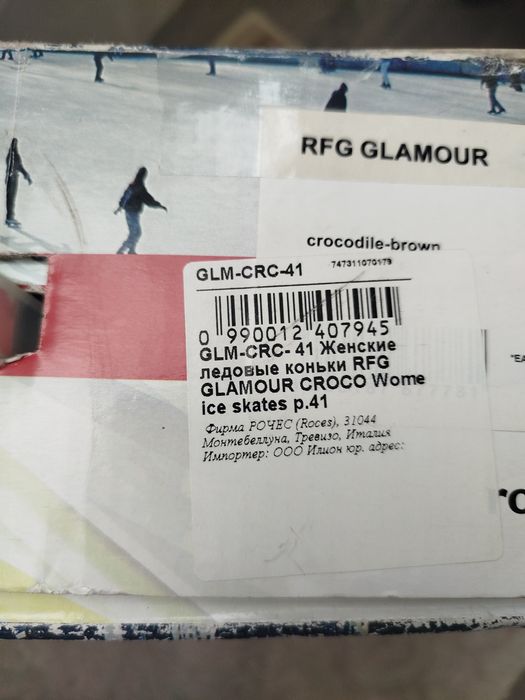 RFG GLAMOUR
crocodile-brown
GLM-CRC-41
747311070179
0 990012 407945
GLM-CRC- 41 Женские
ледовые коньки RFG
GLAMOUR CROCO Wome
ice skates р.41
Фирма РОЧЕС (Roces), 31044
Монтебеллуна, Тревизо, Италия
Импортер: ООО Илион юр. адрес:
"EA